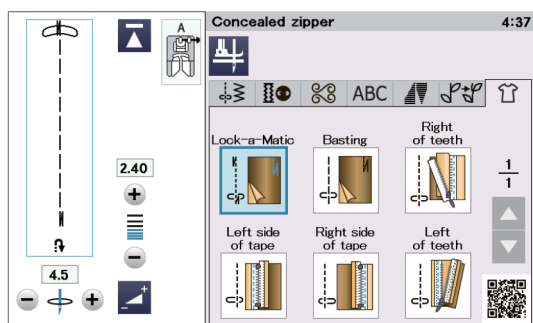 Concealed zipper 4:37
A
ABC
Lock-a-Matic Basting Right of teeth
2.40
1
1
Left side of tape Right side of tape Left of teeth
4.5